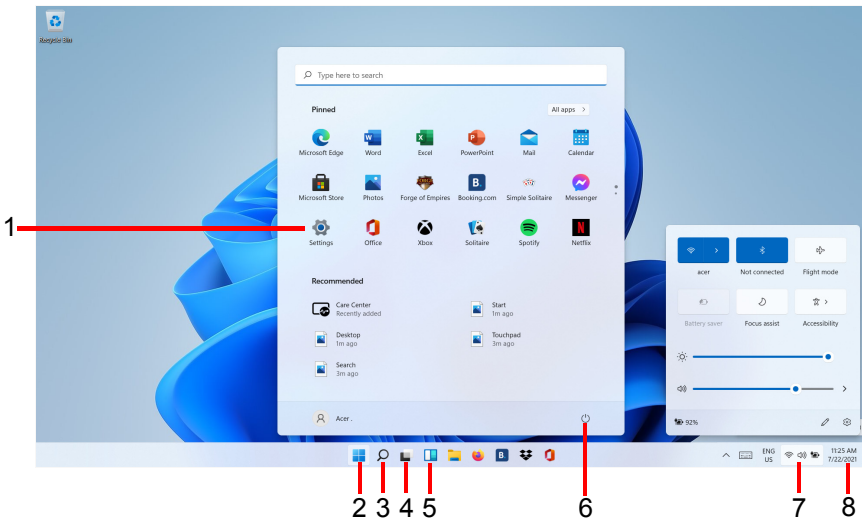 Recycle Bin
Type here to search
Pinned
All apps >
Microsoft Edge Word Excel PowerPoint Mail Calendar
Microsoft Store Photos Forge of Empires Booking.com Simple Solitaire Messenger
1
Settings Office Xbox Solitaire Spotify Netflix
acer Not connected Flight mode
Battery saver Focus assist Accessibility
Recommended
Care Center
Recently added
Start
1m ago
Desktop
1m ago
Touchpad
3m ago
Search
3m ago
Acer .
92%
B.
ENG
US
11:25 AM
7/22/2021
2 3 4 5 6 7 8